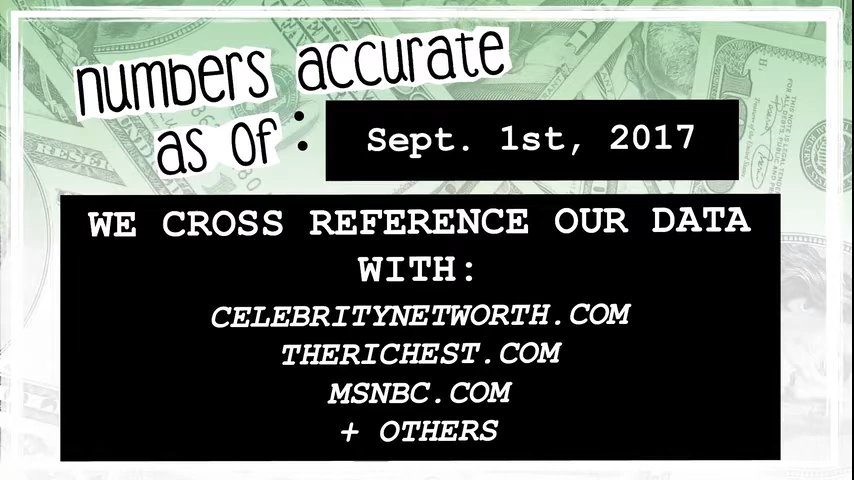 numbers accurate
as of: Sept. 1st, 2017
WE CROSS REFERENCE OUR DATA
WITH:
CELEBRITYNETWORTH.COM
THERICHEST.COM
MSNBC.COM
+ OTHERS